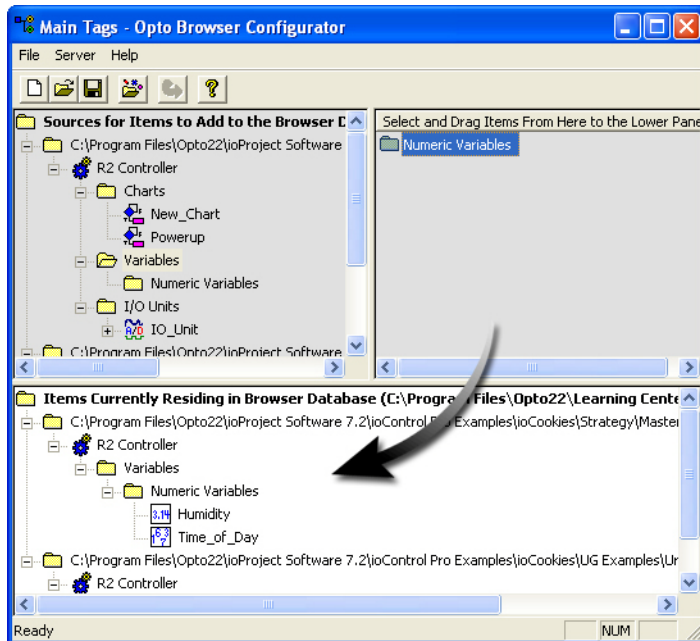 Main Tags - Opto Browser Configurator
File Server Help
Sources for Items to Add to the Browser D
Select and Drag Items From Here to the Lower Pane
C:\Program Files\Opto22\ioProject Software
Numeric Variables
R2 Controller
Charts
New_Chart
Powerup
Variables
Numeric Variables
I/O Units
IO_Unit
C:\Program Files\Opto22\ioProject Software
Items Currently Residing in Browser Database (C:\Program Files\Opto22\Learning Cente
C:\Program Files\Opto22\ioProject Software 7.2\ioControl Pro Examples\ioCookies\Strategy\Master
R2 Controller
Variables
Numeric Variables
3.14 Humidity
Time_of_Day
C:\Program Files\Opto22\ioProject Software 7.2\ioControl Pro Examples\ioCookies\UG Examples\Ur
R2 Controller
Ready NUM